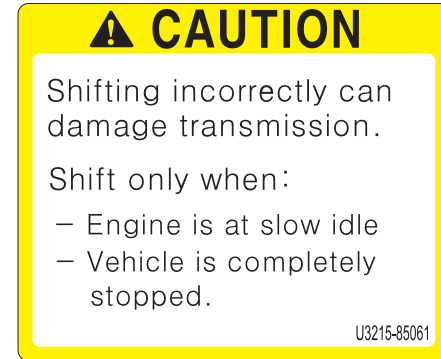 CAUTION
Shifting incorrectly can
damage transmission.
Shift only when:
– Engine is at slow idle
– Vehicle is completely
stopped.
U3215-85061